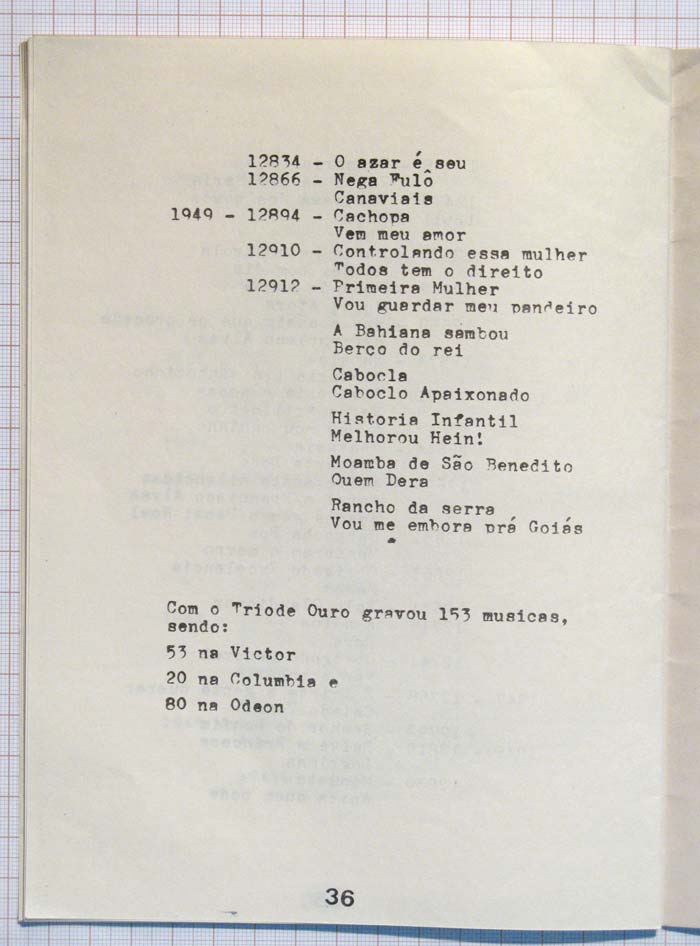 12834 - O azar é seu
12866 - Nega Fulô
Canaviais
1949 - 12894 - Cachopa
Vem meu amor
12910 - Controlando essa mulher
Todos tem o direito
12912 - Primeira Mulher
Vou guardar meu pandeiro
A Bahiana sambou
Berço do rei
Cabocla
Caboclo Apaixonado
Historia Infantil
Melhorou Hein!
Moamba de São Benedito
Quem Dera
Rancho da serra
Vou me embora prá Goiás
Com o Triode Ouro gravou 153 musicas,
sendo:
53 na Victor
20 na Columbia e
80 na Odeon
36